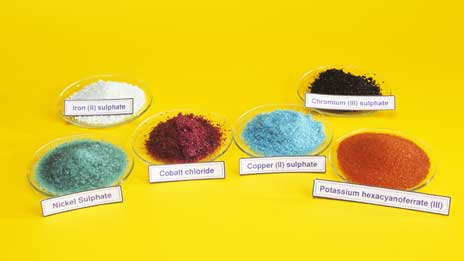 Iron (II) sulphate
Chromium (III) sulphate
Nickel Sulphate
Cobalt chloride
Copper (II) sulphate
Potassium hexacyanoferrate (III)